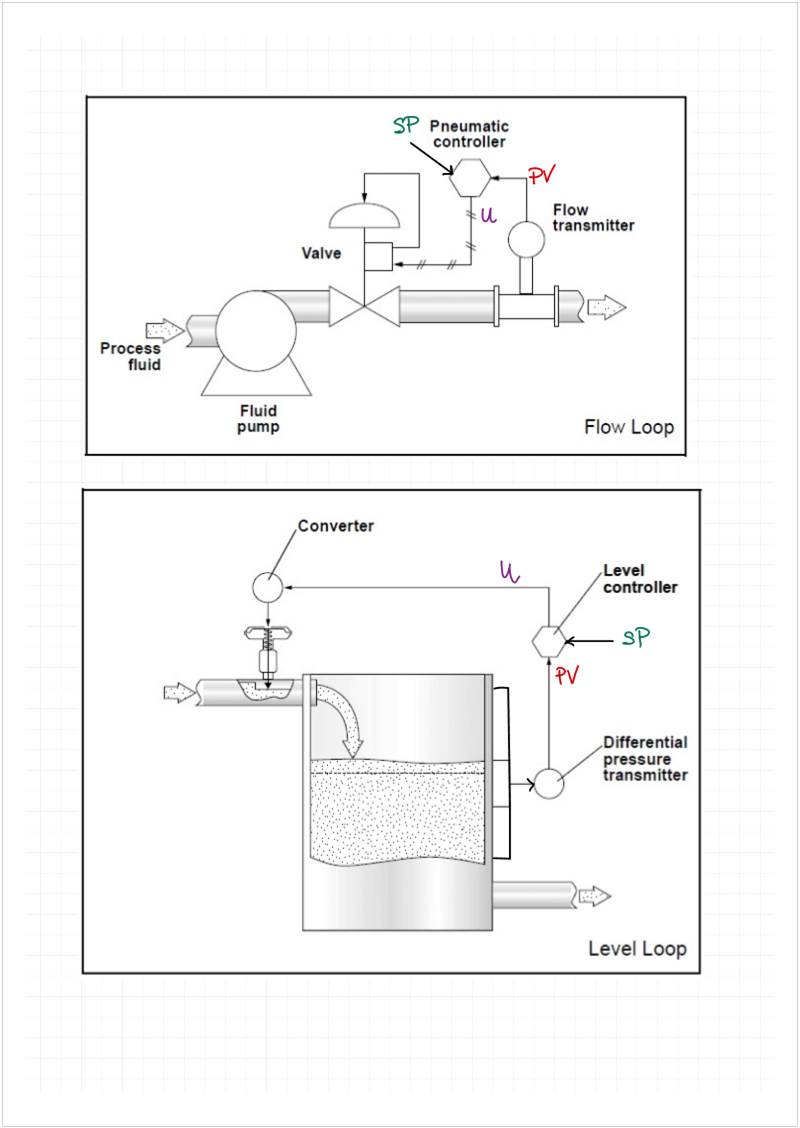 SP
Pneumatic
controller
PV
U
Flow
transmitter
Valve
Process
fluid
Fluid
pump
Flow Loop
Converter
U
Level
controller
SP
PV
Differential
pressure
transmitter
Level Loop